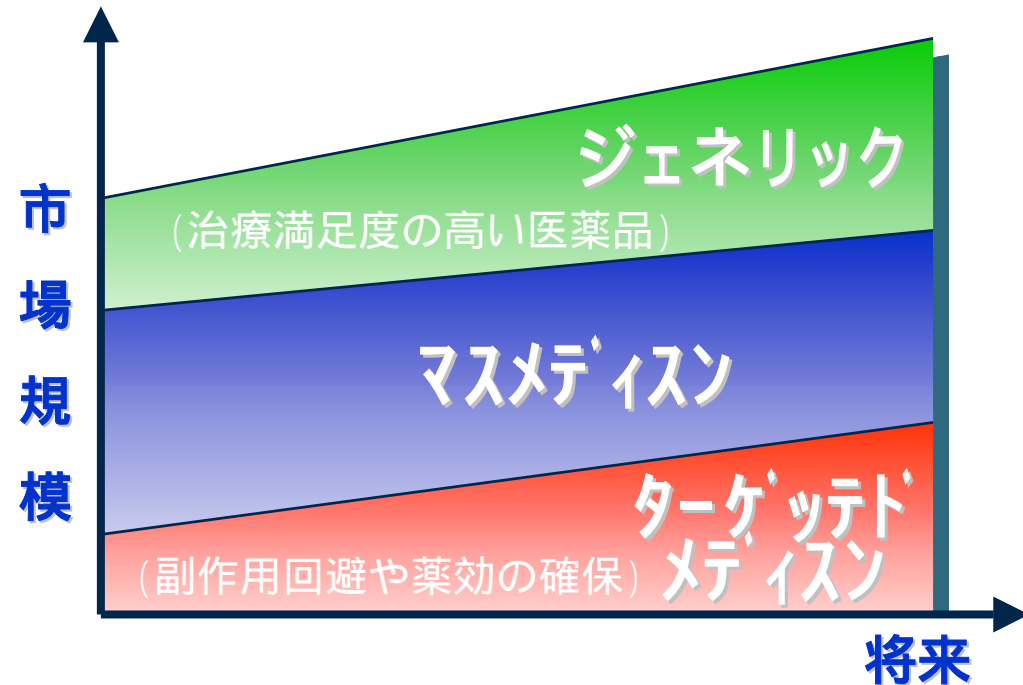 市場規模
ジェネリック
(治療満足度の高い医薬品)
ﾏｽﾒﾃﾞｨｽﾝ
ﾀｰｹﾞｯﾃﾄﾞ
ﾒﾃﾞｨｽﾝ
(副作用回避や薬効の確保)
将来